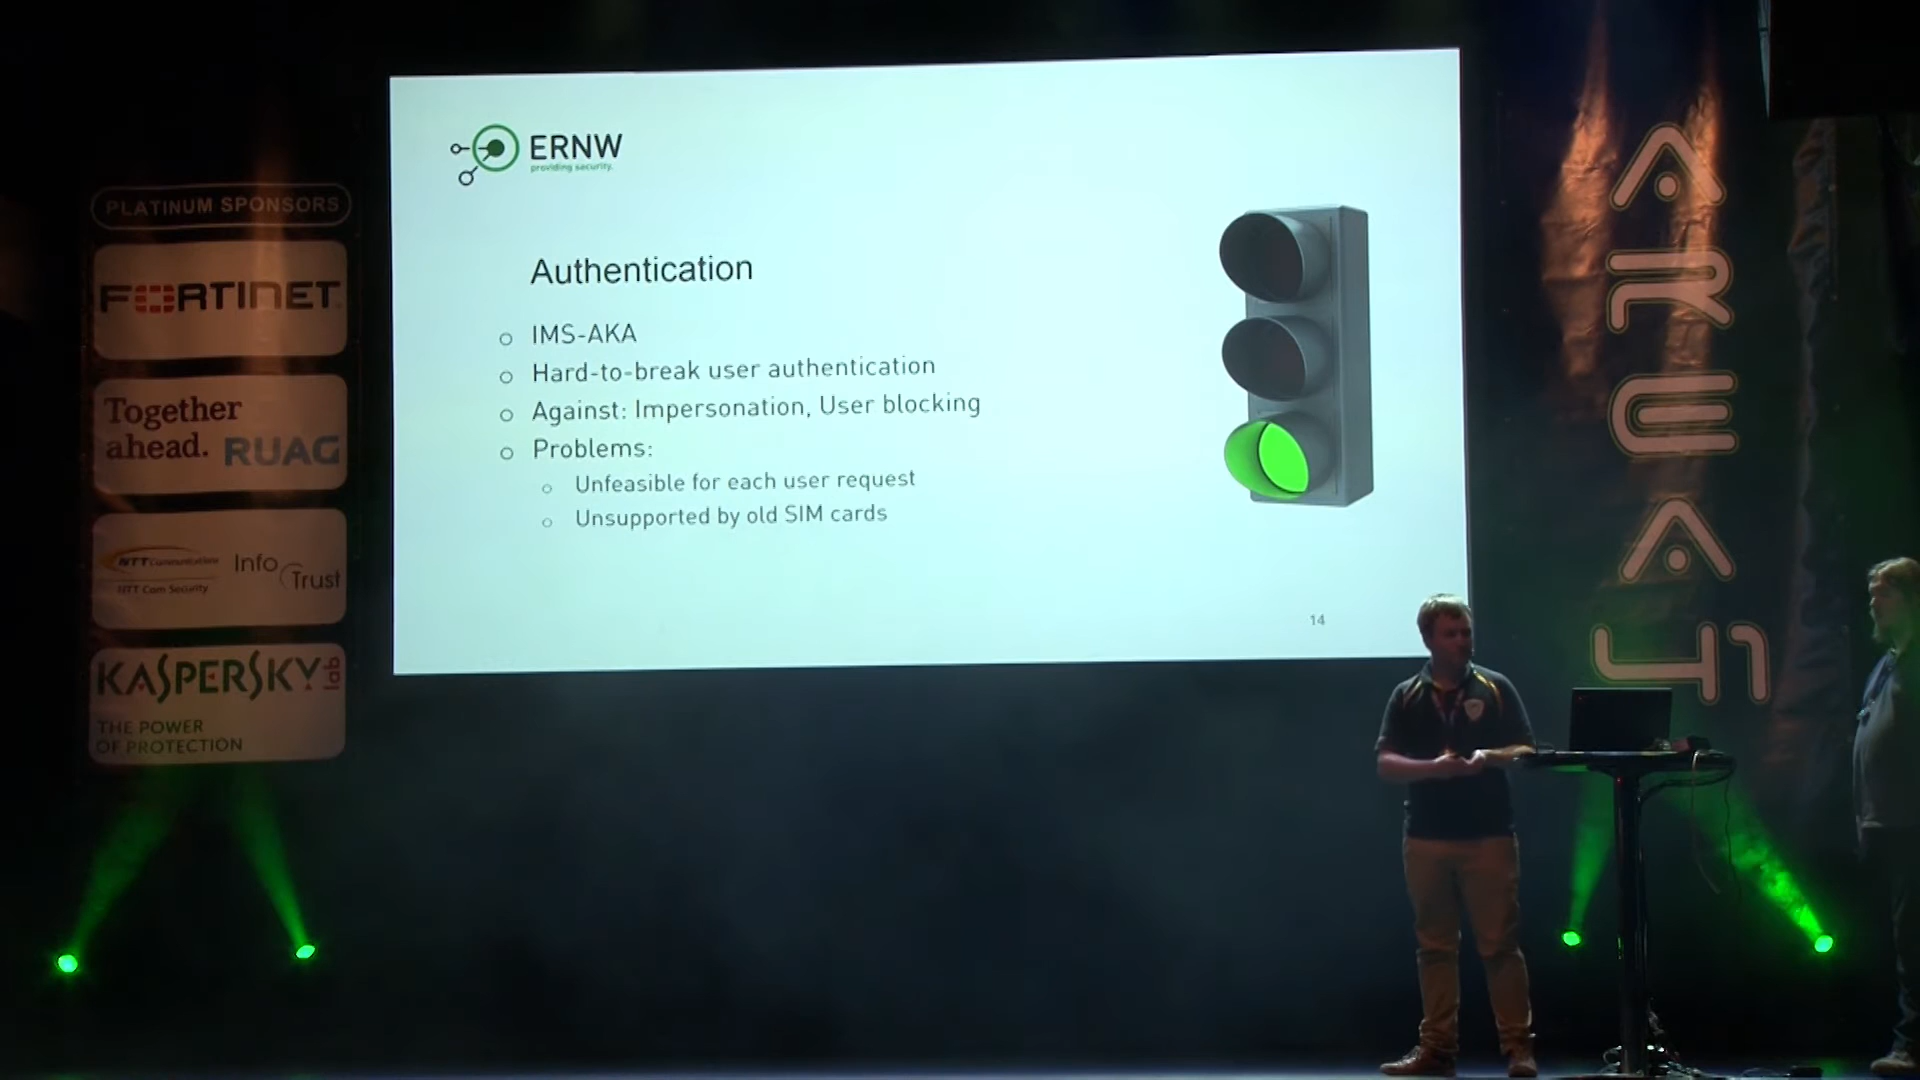 PLATINUM SPONSORS
FORTINET
Together
ahead. RUAG
NTT Communications
NTT Com Security
Info
Trust
KASPERSKY lab
THE POWER
OF PROTECTION
ERNW
providing security.
Authentication
IMS-AKA
Hard-to-break user authentication
Against: Impersonation, User blocking
Problems:
Unfeasible for each user request
Unsupported by old SIM cards
14
AREA41